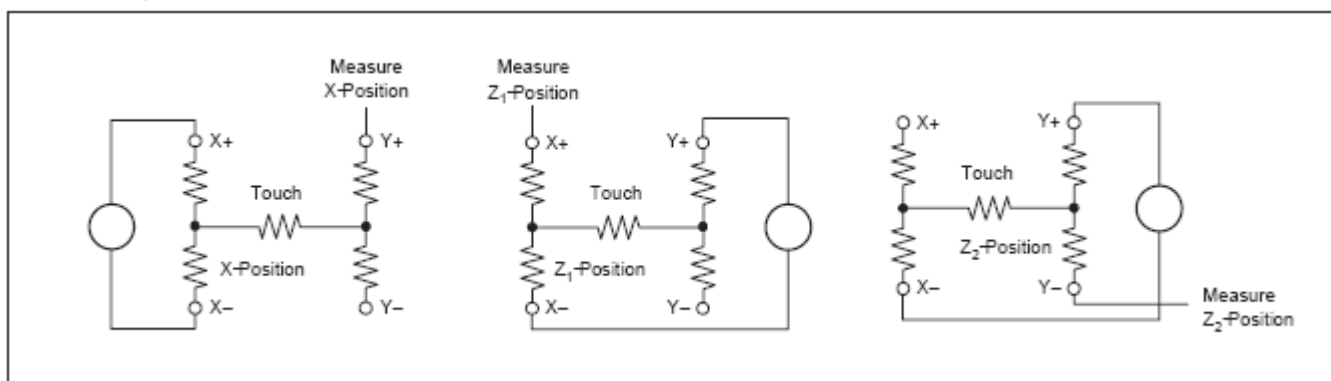 Measure
X-Position
X+
Y+
Touch
X-Position
X–
Y–
Measure
Z1-Position
X+
Y+
Touch
Z1-Position
X–
Y–
X+
Y+
Touch
Z2-Position
X–
Y–
Measure
Z2-Position